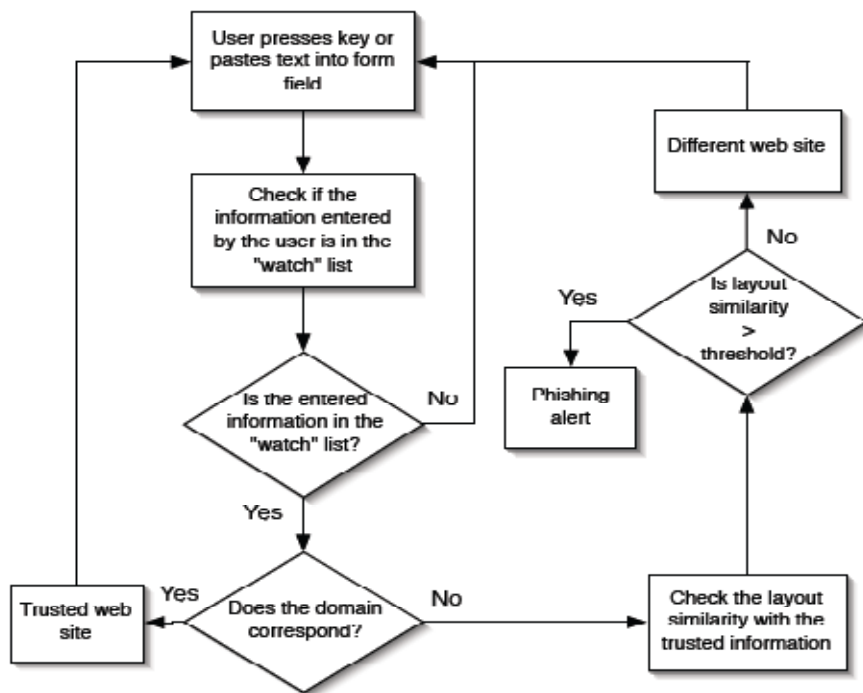 User presses key or
pastes text into form
field
Check if the
information entered
by the user is in the
"watch" list
Is the entered
information in the
"watch" list?
No
Yes
Does the domain
correspond?
Yes
Trusted web
site
No
Check the layout
similarity with the
trusted information
Is layout
similarity
>
threshold?
Yes
Phishing
alert
No
Different web site